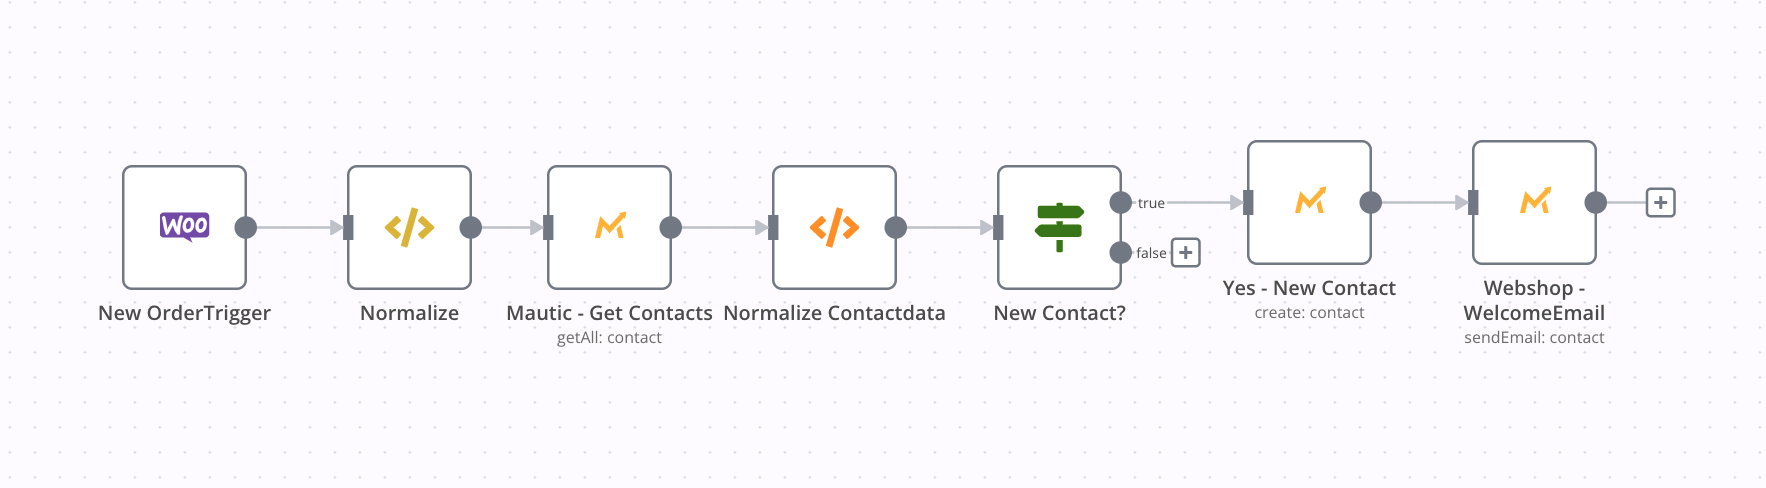 WOO
New OrderTrigger
Normalize
Mautic - Get Contacts
getAll: contact
Normalize Contactdata
New Contact?
true
false
Yes - New Contact
create: contact
Webshop -
WelcomeEmail
sendEmail: contact